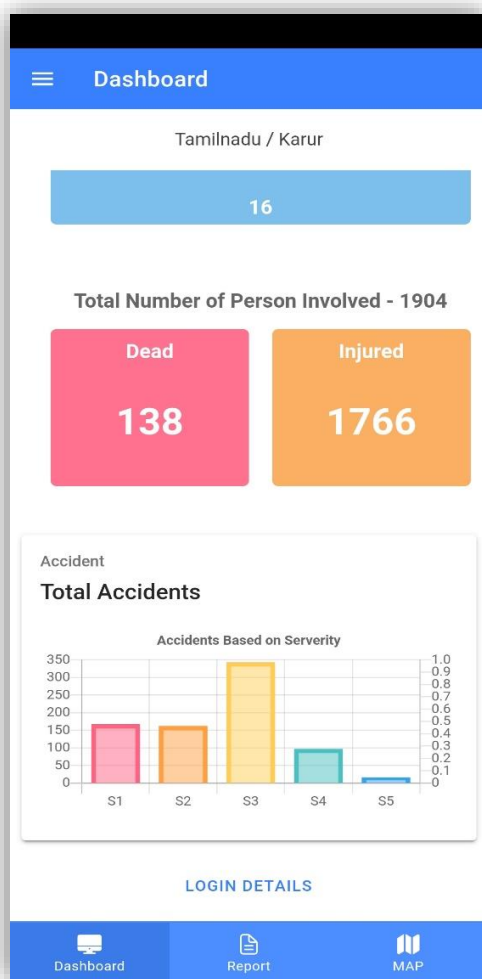 Dashboard
Tamilnadu / Karur
16
Total Number of Person Involved - 1904
Dead
Injured
138
1766
Accident
Total Accidents
Accidents Based on Serverity
350
300
250
200
150
100
50
0
1.0
0.9
0.8
0.7
0.6
0.5
0.4
0.3
0.2
0.1
0
S1 S2 S3 S4 S5
LOGIN DETAILS
Dashboard Report MAP